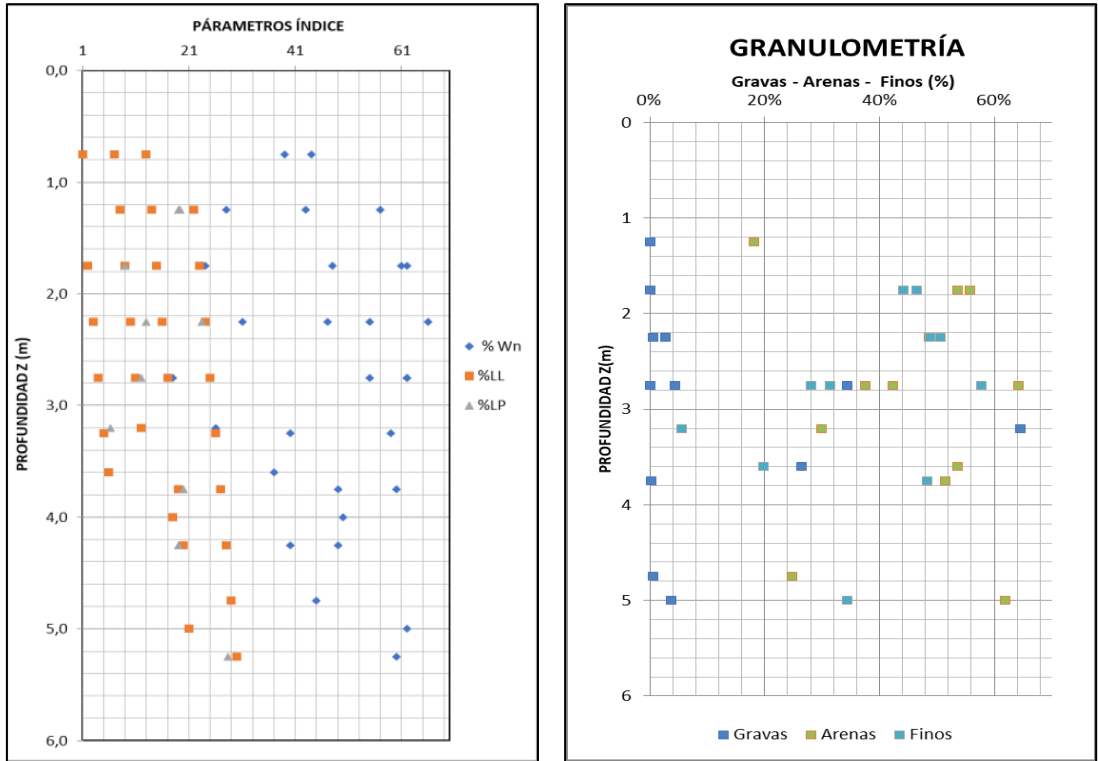 PÁRAMETROS ÍNDICE
1 21 41 61
0,0
1,0
2,0
3,0
4,0
5,0
6,0
PROFUNDIDAD Z (m)
% Wn
%LL
%LP
GRANULOMETRÍA
Gravas - Arenas - Finos (%)
0% 20% 40% 60%
0
1
2
3
4
5
6
PROFUNDIDAD Z(m)
Gravas Arenas Finos